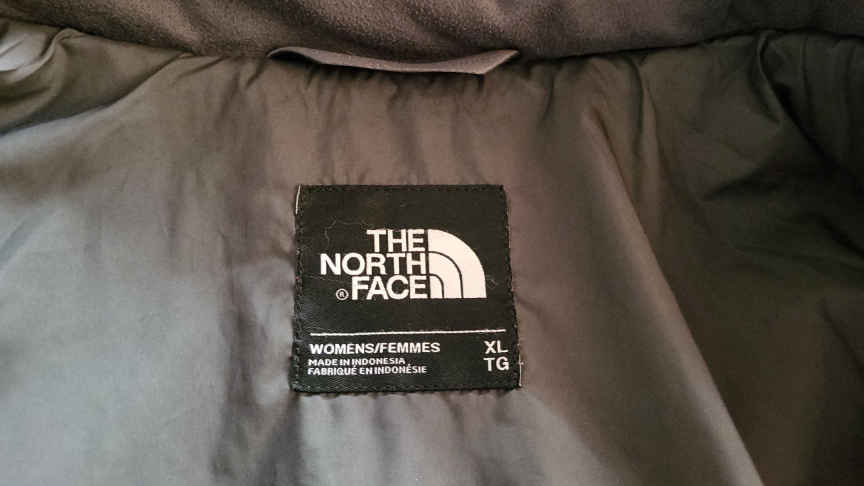 THE
NORTH
® FACE
WOMENS/FEMMES XL
MADE IN INDONESIA TG
FABRIQUÉ EN INDONÉSIE